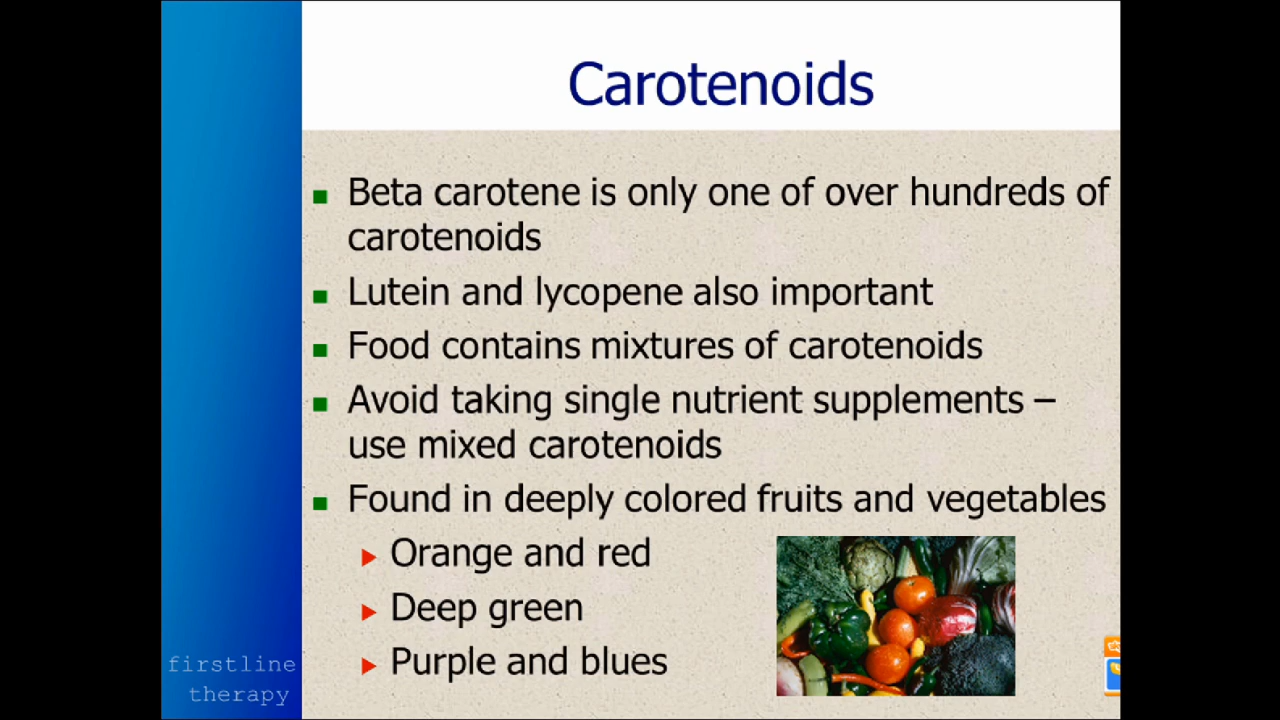 Carotenoids
Beta carotene is only one of over hundreds of
carotenoids
Lutein and lycopene also important
Food contains mixtures of carotenoids
Avoid taking single nutrient supplements –
use mixed carotenoids
Found in deeply colored fruits and vegetables
Orange and red
Deep green
Purple and blues
firstline
therapy